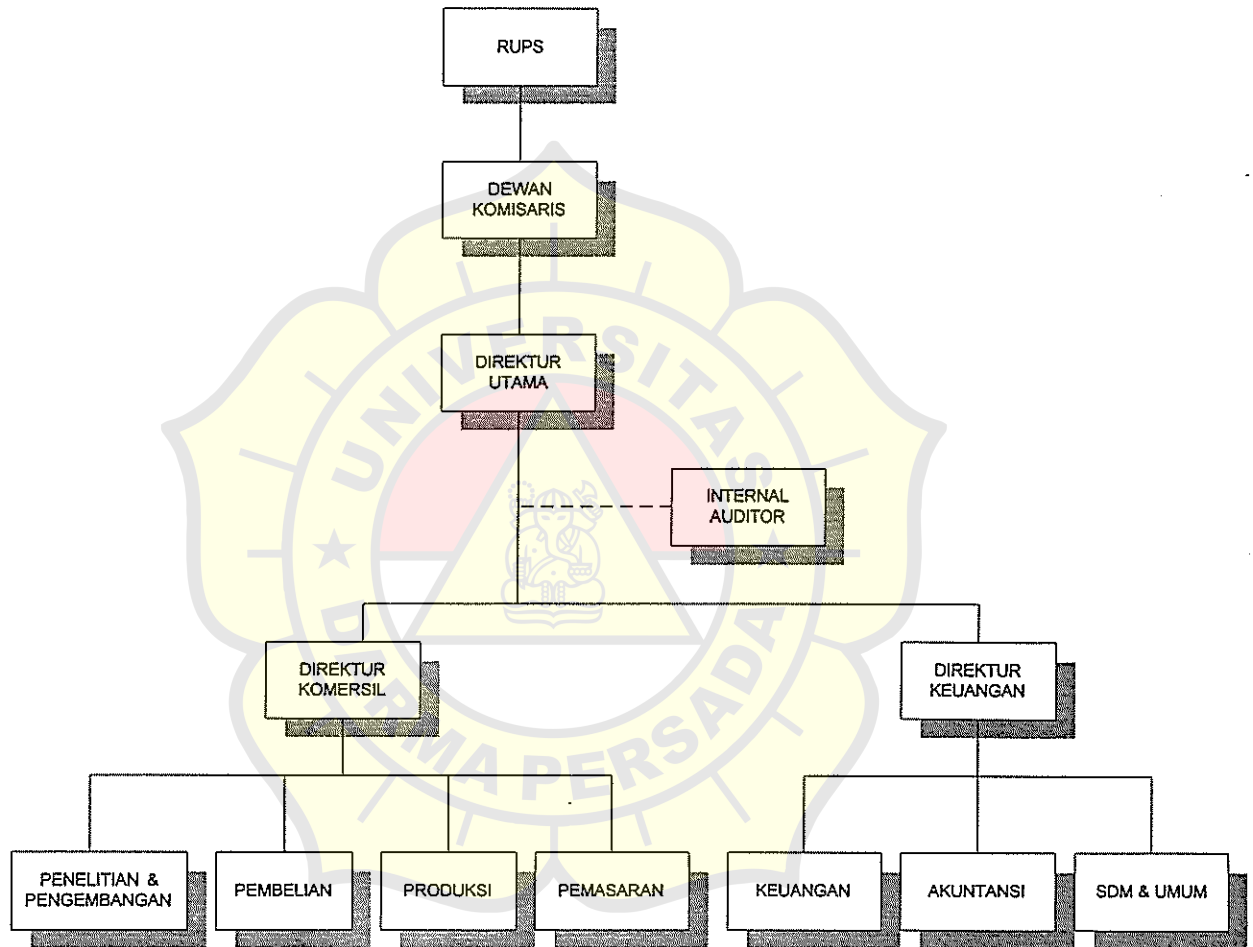 RUPS
DEWAN
KOMISARIS
DIREKTUR
UTAMA
INTERNAL
AUDITOR
DIREKTUR
KOMERSIL
DIREKTUR
KEUANGAN
PENELITIAN &
PENGEMBANGAN
PEMBELIAN
PRODUKSI
PEMASARAN
KEUANGAN
AKUNTANSI
SDM & UMUM
UNIVERSITAS
DARMA PERSADA